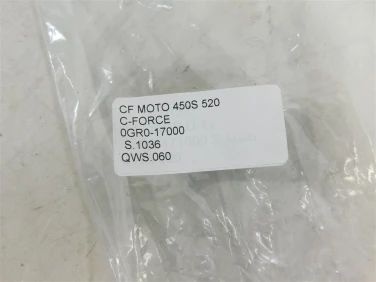 CF MOTO 450S 520
C-FORCE
0GR0-17000
S.1036
QWS.060